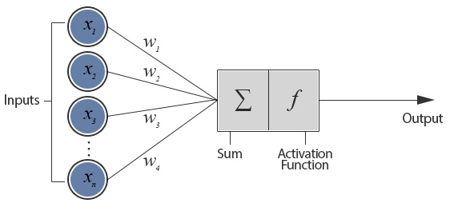 x1
w1
x2
w2
Inputs
x3
w3
Σ
f
Output
xn
w4
Sum
Activation
Function